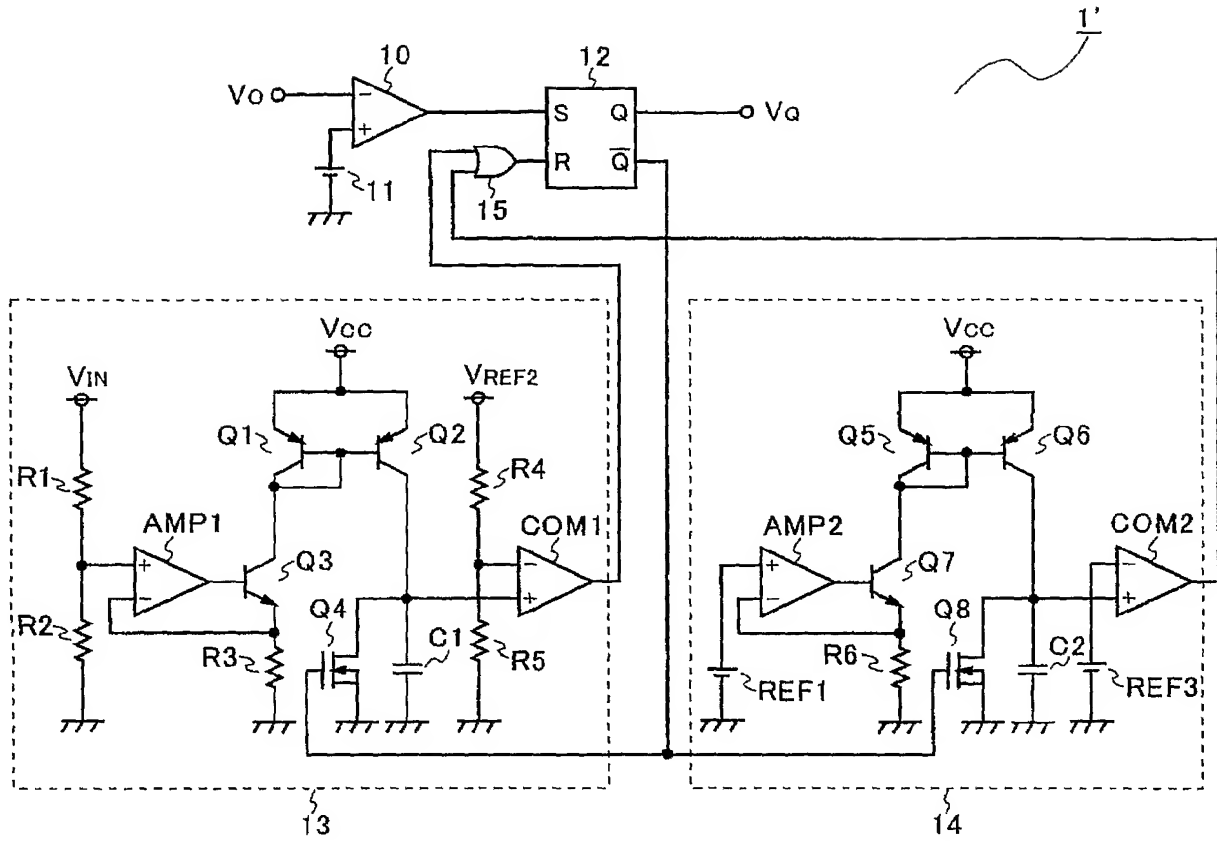 1'
10
12
Vo
-
+
S
Q
VQ
R
Q
11
15
Vcc
Vcc
VIN
VREF2
Q1
Q2
Q5
Q6
R1
R4
AMP1
COM1
AMP2
COM2
+
-
Q3
-
+
+
-
Q7
-
+
R2
Q4
Q8
R3
C1
R5
R6
C2
REF1
REF3
13
14